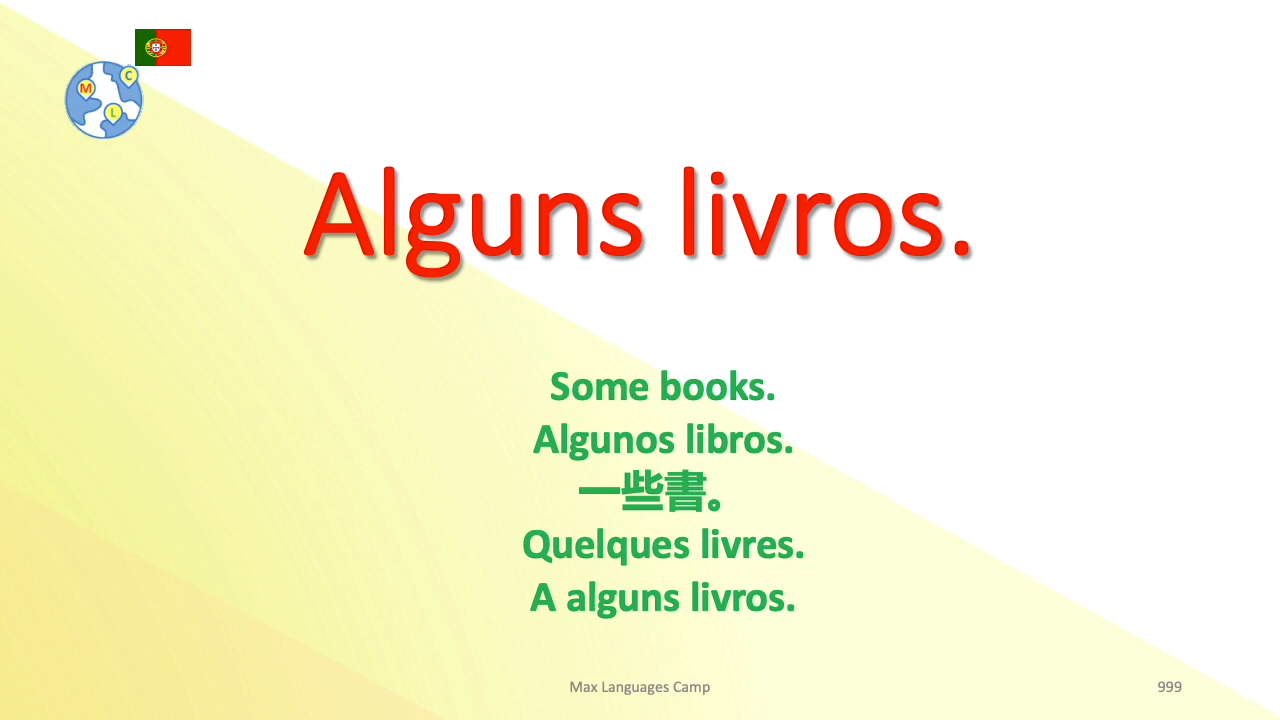 M
C
L
Alguns livros.
Some books.
Algunos libros.
一些書。
Quelques livres.
A alguns livros.
Max Languages Camp
999